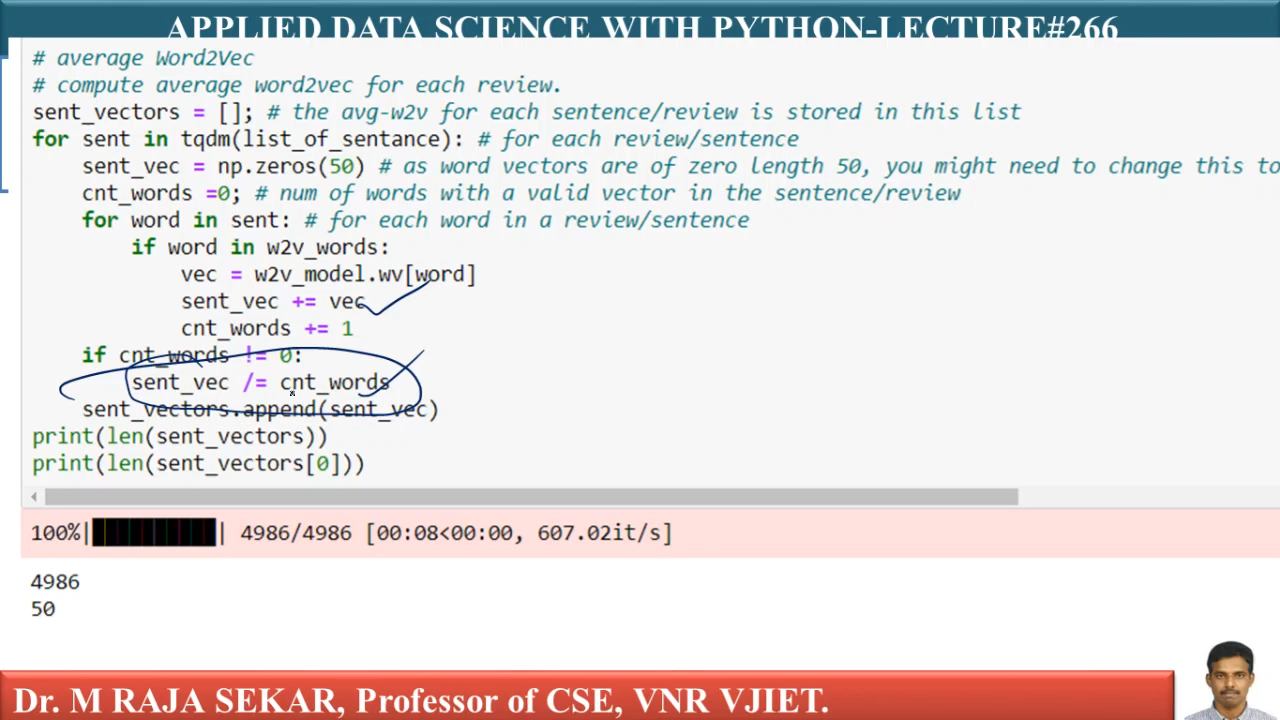 APPLIED DATA SCIENCE WITH PYTHON-LECTURE#266
# average Word2Vec
# compute average word2vec for each review.
sent_vectors = []; # the avg-w2v for each sentence/review is stored in this list
for sent in tqdm(list_of_sentance): # for each review/sentence
    sent_vec = np.zeros(50) # as word vectors are of zero length 50, you might need to change this to
    cnt_words =0; # num of words with a valid vector in the sentence/review
    for word in sent: # for each word in a review/sentence
        if word in w2v_words:
            vec = w2v_model.wv[word]
            sent_vec += vec
            cnt_words += 1
    if cnt_words != 0:
        sent_vec /= cnt_words
    sent_vectors.append(sent_vec)
print(len(sent_vectors))
print(len(sent_vectors[0]))
100%| | 4986/4986 [00:08<00:00, 607.02it/s]
4986
50
Dr. M RAJA SEKAR, Professor of CSE, VNR VJIET.